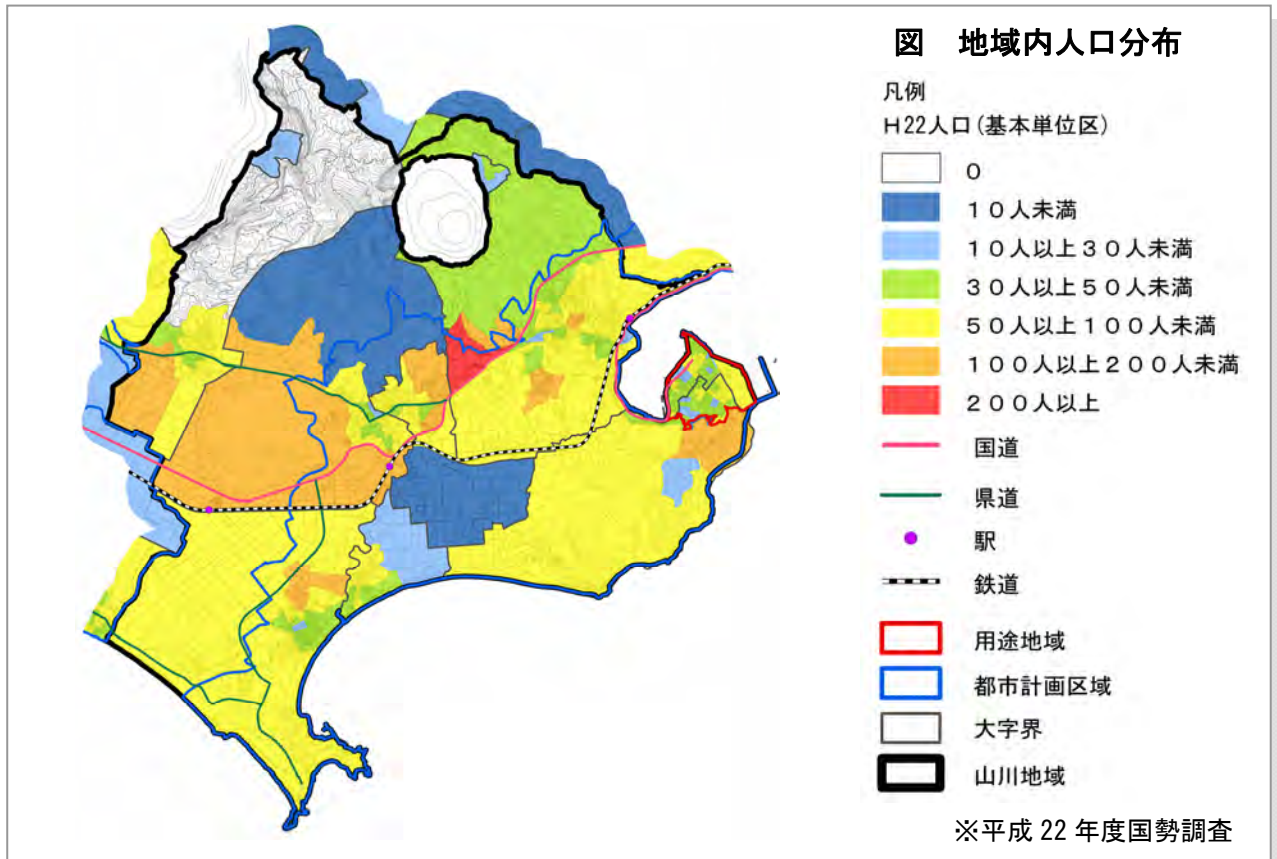 図　地域内人口分布
凡例
H22人口(基本単位区)
0
10人未満
10人以上30人未満
30人以上50人未満
50人以上100人未満
100人以上200人未満
200人以上
国道
県道
駅
鉄道
用途地域
都市計画区域
大字界
山川地域
※平成22年度国勢調査